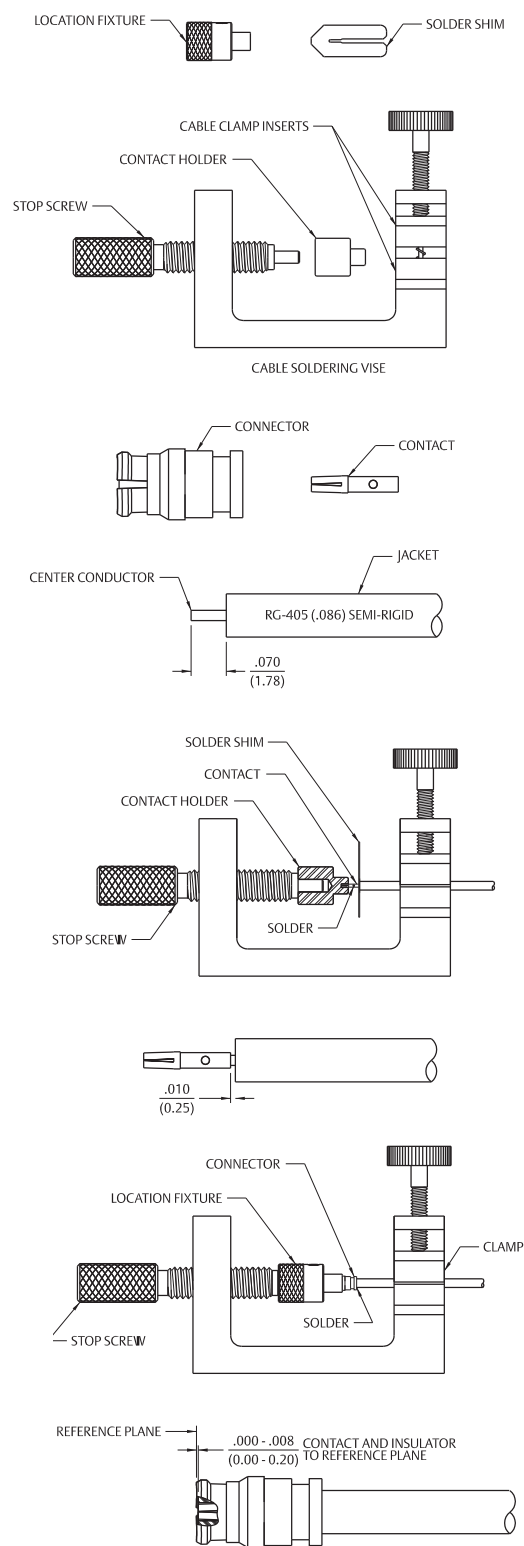 LOCATION FIXTURE
SOLDER SHIM
CABLE CLAMP INSERTS
CONTACT HOLDER
STOP SCREW
CABLE SOLDERING VISE
CONNECTOR
CONTACT
JACKET
CENTER CONDUCTOR
RG-405 (.086) SEMI-RIGID
.070
(1.78)
SOLDER SHIM
CONTACT
CONTACT HOLDER
SOLDER
STOP SCREW
.010
(0.25)
CONNECTOR
LOCATION FIXTURE
CLAMP
SOLDER
STOP SCREW
REFERENCE PLANE
.000 - .008
(0.00 - 0.20)
CONTACT AND INSULATOR
TO REFERENCE PLANE